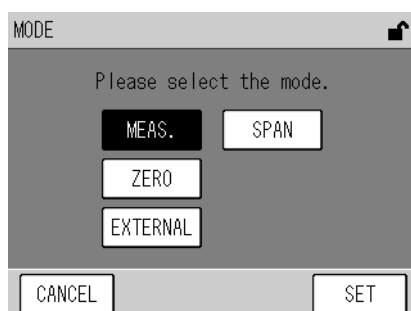 MODE
Please select the mode.
MEAS. SPAN
ZERO
EXTERNAL
CANCEL SET